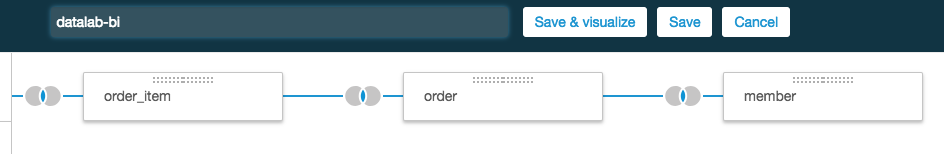 datalab-bi
Save & visualize
Save
Cancel
order_item
order
member